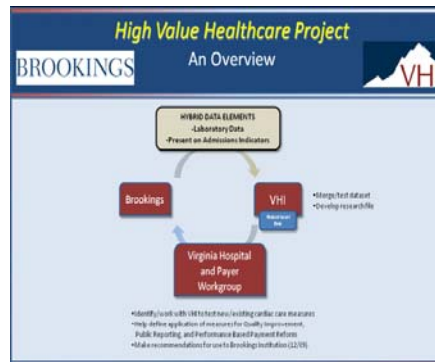 High Value Healthcare Project
An Overview
BROOKINGS
VH
HYBRID DATA ELEMENTS
-Laboratory Data
-Present on Admissions Indicators
Brookings
VHI
•Merge/test dataset
•Develop research file
Virginia Hospital
and Payer
Workgroup
•Identify/work with VHI to test new/existing cardiac care measures
•Help define application of measures for Quality Improvement,
Public Reporting, and Performance Based Payment Reforms
•Make recommendations for use to Brookings Institution (12/09)